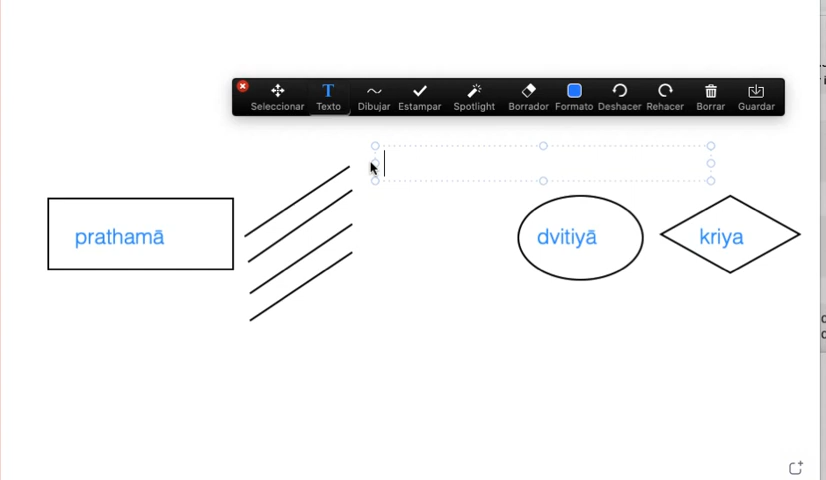 Seleccionar Texto Dibujar Estampar Spotlight Borrador Formato Deshacer Rehacer Borrar Guardar
prathamā dvitiyā kriya